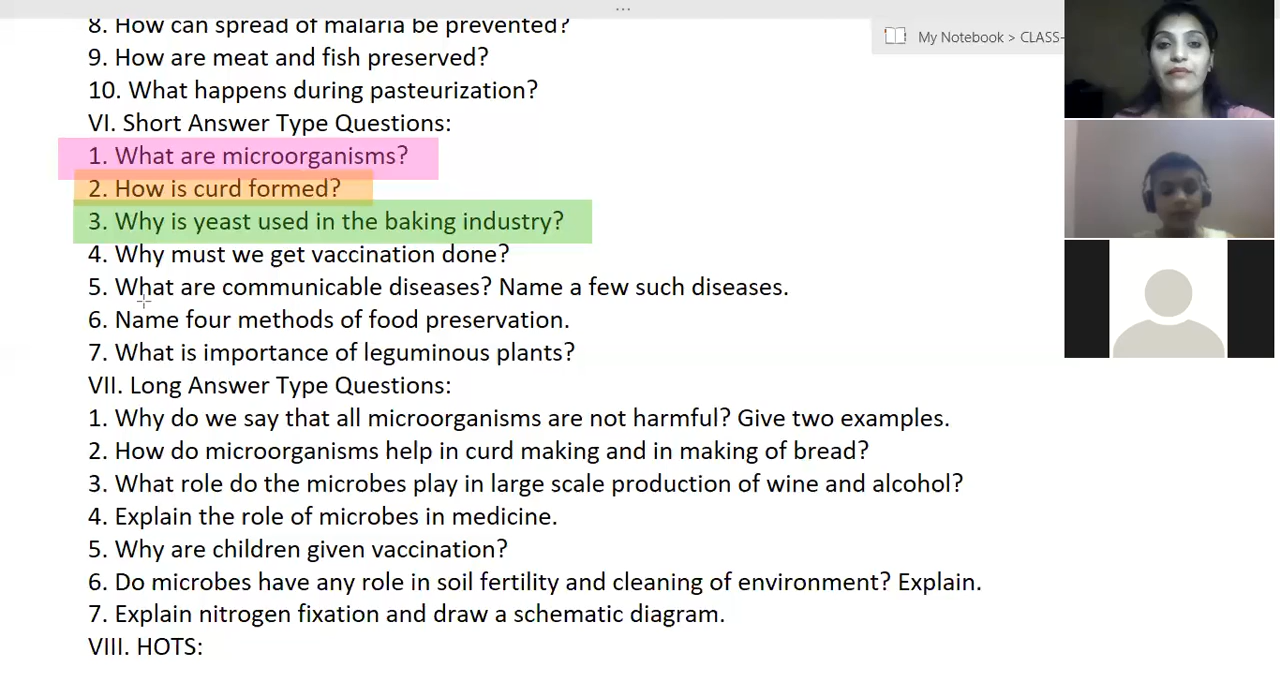 ...
8. How can spread of malaria be prevented?
My Notebook > CLASS-
9. How are meat and fish preserved?
10. What happens during pasteurization?
VI. Short Answer Type Questions:
1. What are microorganisms?
2. How is curd formed?
3. Why is yeast used in the baking industry?
4. Why must we get vaccination done?
5. What are communicable diseases? Name a few such diseases.
6. Name four methods of food preservation.
7. What is importance of leguminous plants?
VII. Long Answer Type Questions:
1. Why do we say that all microorganisms are not harmful? Give two examples.
2. How do microorganisms help in curd making and in making of bread?
3. What role do the microbes play in large scale production of wine and alcohol?
4. Explain the role of microbes in medicine.
5. Why are children given vaccination?
6. Do microbes have any role in soil fertility and cleaning of environment? Explain.
7. Explain nitrogen fixation and draw a schematic diagram.
VIII. HOTS: